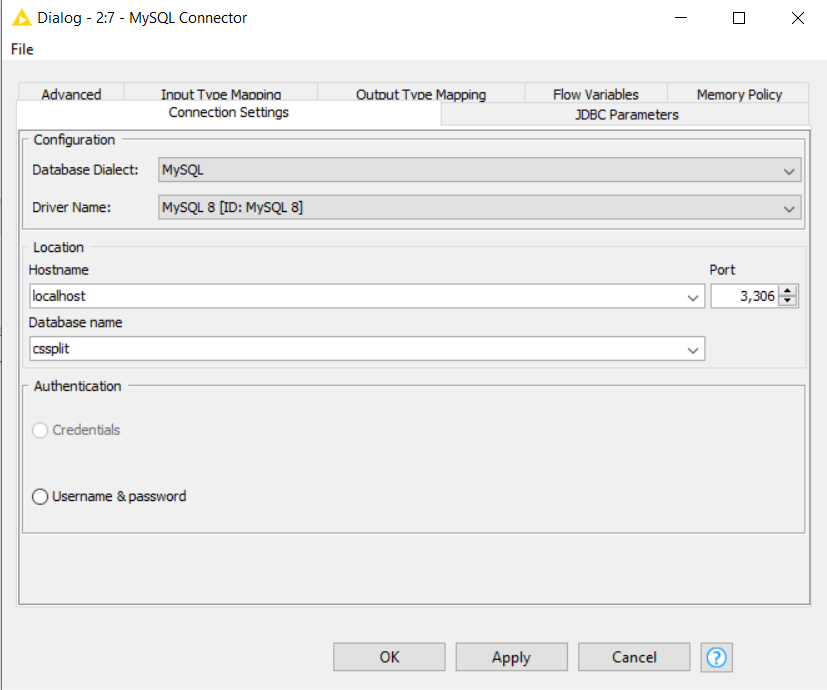 Dialog - 2:7 - MySQL Connector
File
Advanced Input Type Mapping Output Type Mapping Flow Variables Memory Policy
Connection Settings JDBC Parameters
Configuration
Database Dialect: MySQL
Driver Name: MySQL 8 [ID: MySQL 8]
Location
Hostname Port
localhost 3,306
Database name
cssplit
Authentication
Credentials
Username & password
OK Apply Cancel ?